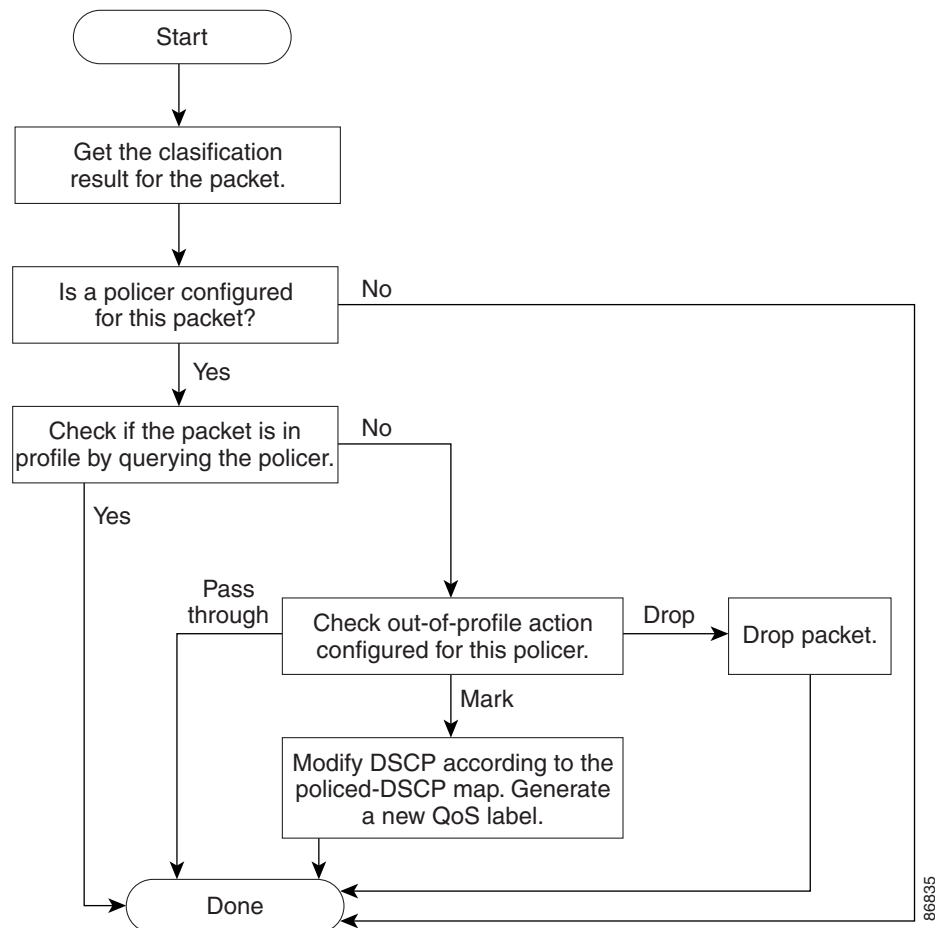 Start
Get the clasification
result for the packet.
Is a policer configured
for this packet?
No
Yes
Check if the packet is in
profile by querying the policer.
No
Yes
Pass
through
Check out-of-profile action
configured for this policer.
Drop
Drop packet.
Mark
Modify DSCP according to the
policed-DSCP map. Generate
a new QoS label.
Done
86835